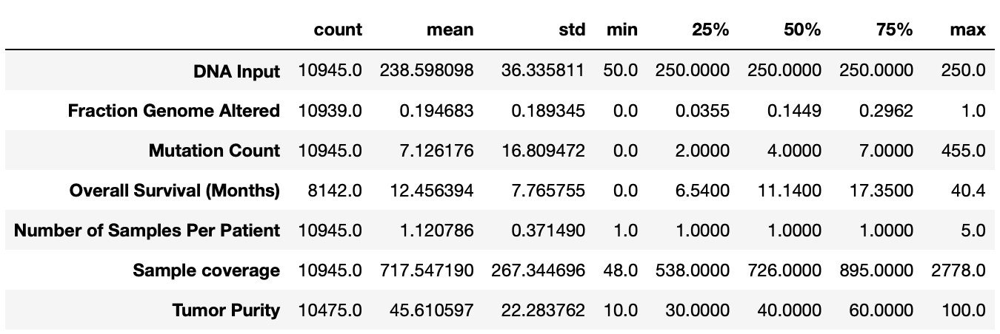 count mean std min 25% 50% 75% max
DNA Input 10945.0 238.598098 36.335811 50.0 250.0000 250.0000 250.0000 250.0
Fraction Genome Altered 10939.0 0.194683 0.189345 0.0 0.0355 0.1449 0.2962 1.0
Mutation Count 10945.0 7.126176 16.809472 0.0 2.0000 4.0000 7.0000 455.0
Overall Survival (Months) 8142.0 12.456394 7.765755 0.0 6.5400 11.1400 17.3500 40.4
Number of Samples Per Patient 10945.0 1.120786 0.371490 1.0 1.0000 1.0000 1.0000 5.0
Sample coverage 10945.0 717.547190 267.344696 48.0 538.0000 726.0000 895.0000 2778.0
Tumor Purity 10475.0 45.610597 22.283762 10.0 30.0000 40.0000 60.0000 100.0